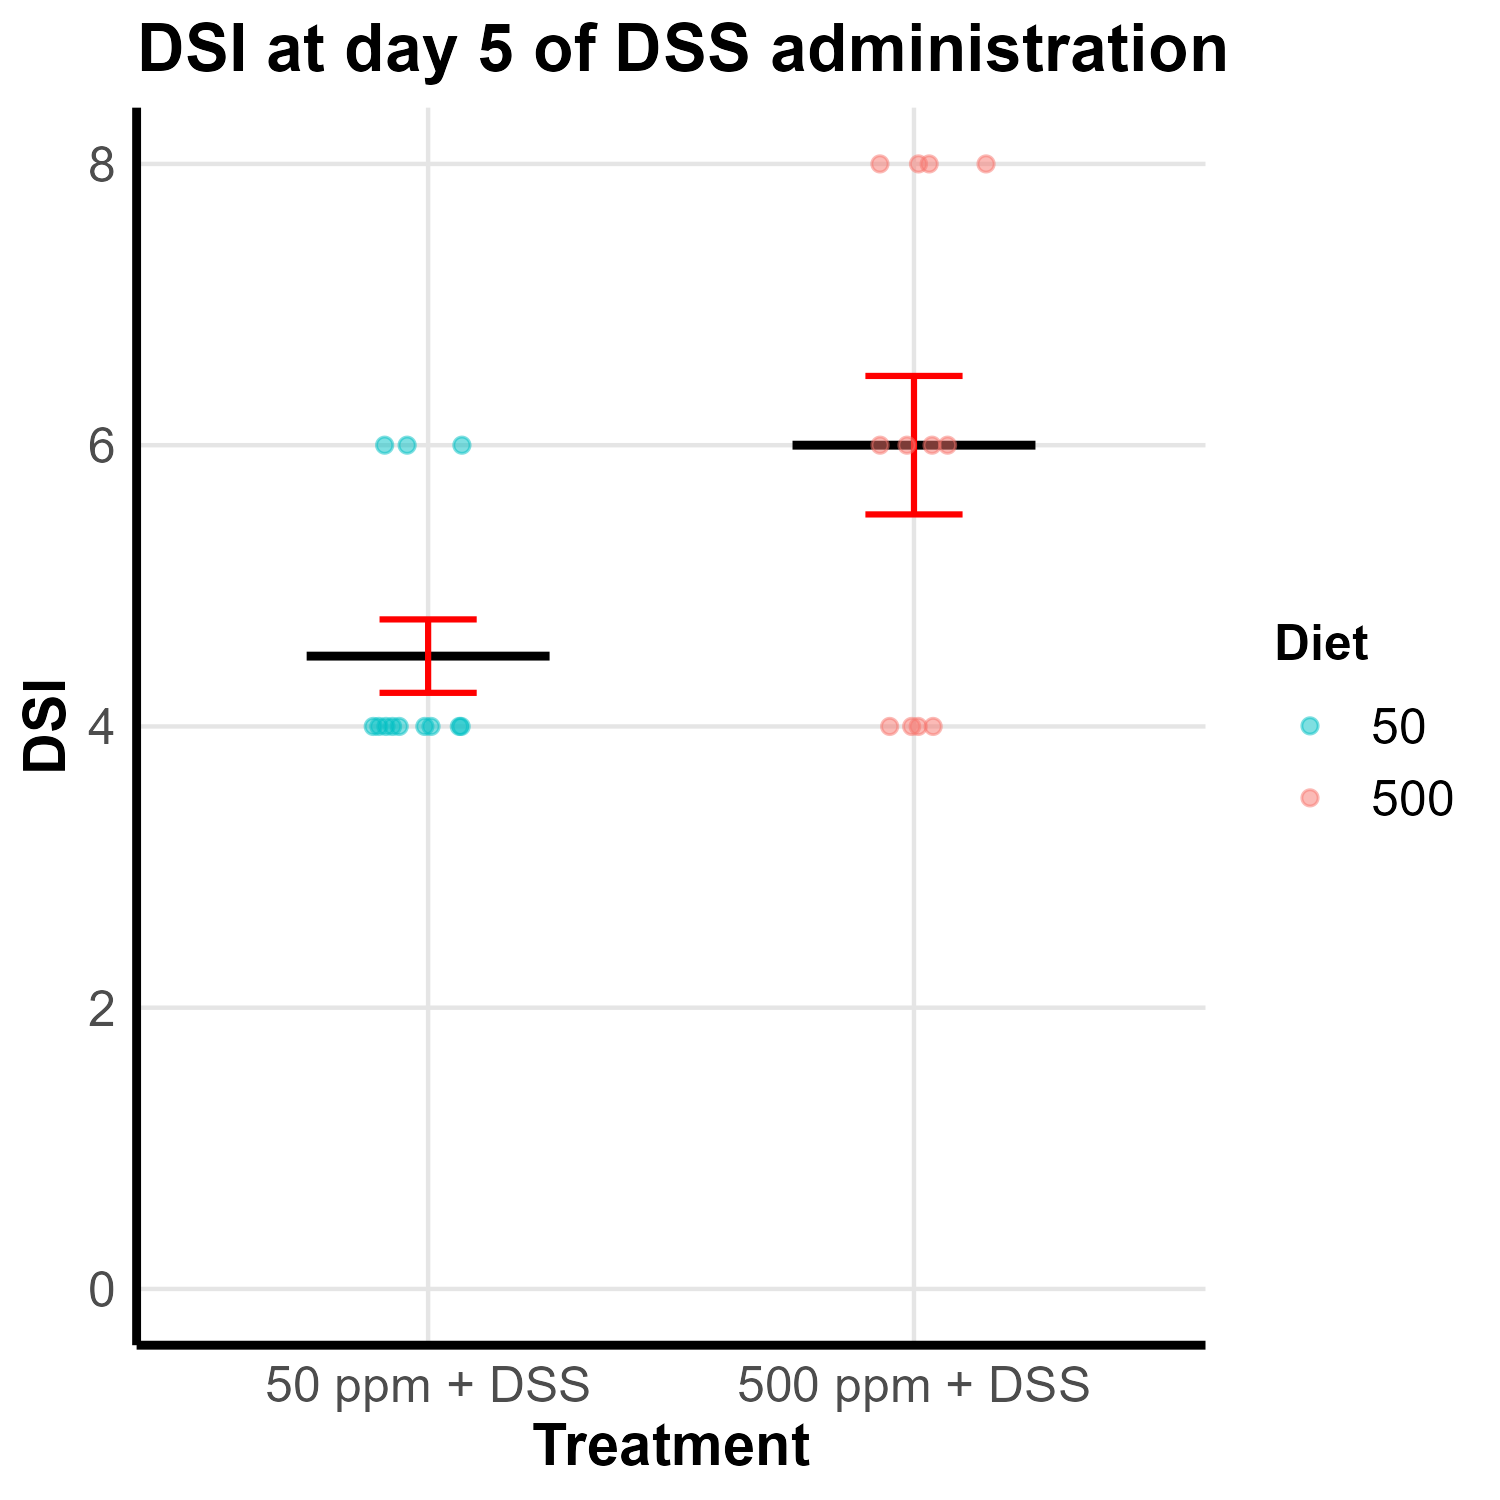 DSI at day 5 of DSS administration
8
6
4
2
0
DSI
50 ppm + DSS
500 ppm + DSS
Treatment
Diet
50
500